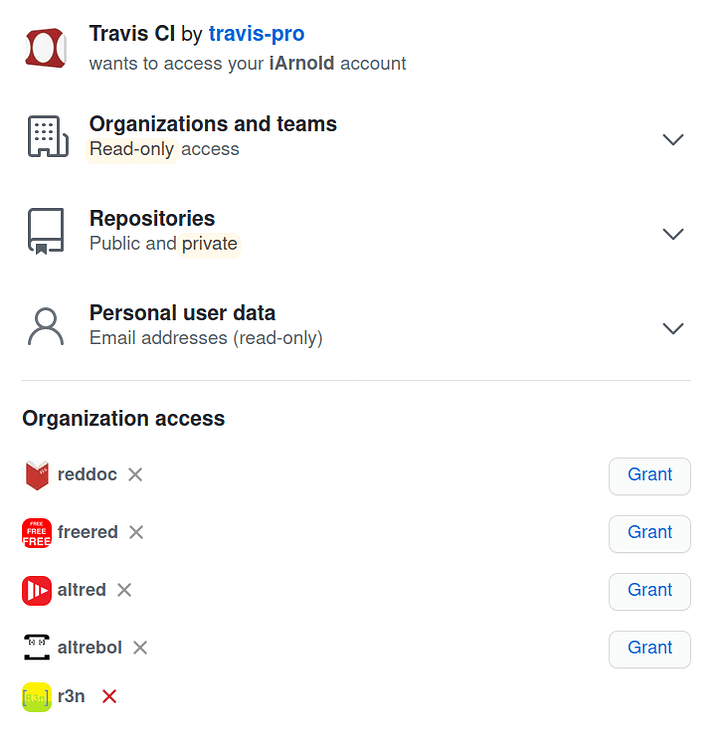 Travis CI by travis-pro
wants to access your iArnold account
Organizations and teams
Read-only access
Repositories
Public and private
Personal user data
Email addresses (read-only)
Organization access
reddoc
Grant
FREE
FREE
FREE
freered
Grant
altred
Grant
altrebol
Grant
[R3n]
r3n